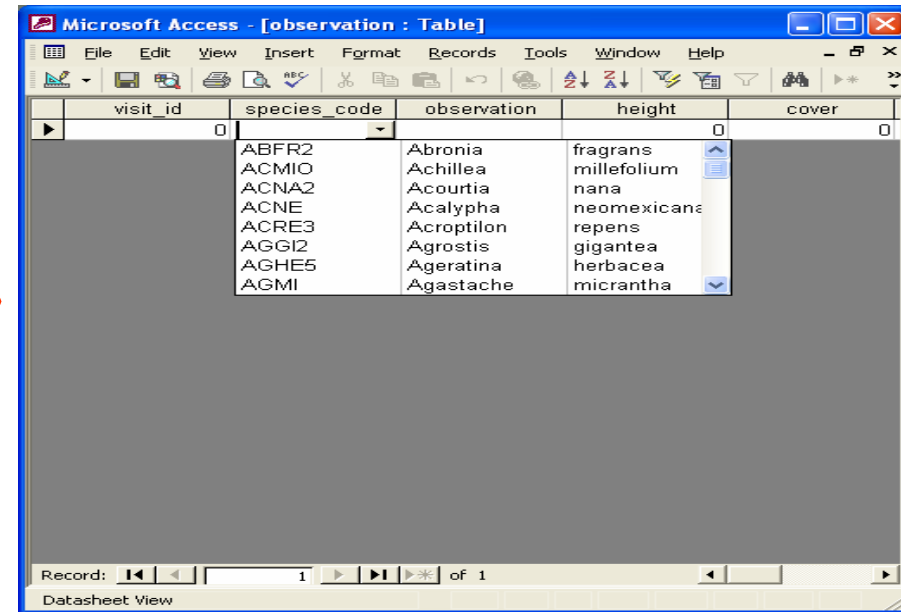 Microsoft Access - [observation : Table]
File Edit View Insert Format Records Tools Window Help
visit_id species_code observation height cover
0 0 0
ABFR2 Abronia fragrans
ACMIO Achillea millefolium
ACNA2 Acourtia nana
ACNE Acalypha neomexicana
ACRE3 Acroptilon repens
AGGI2 Agrostis gigantea
AGHE5 Ageratina herbacea
AGMI Agastache micrantha
Record: 1 of 1
Datasheet View